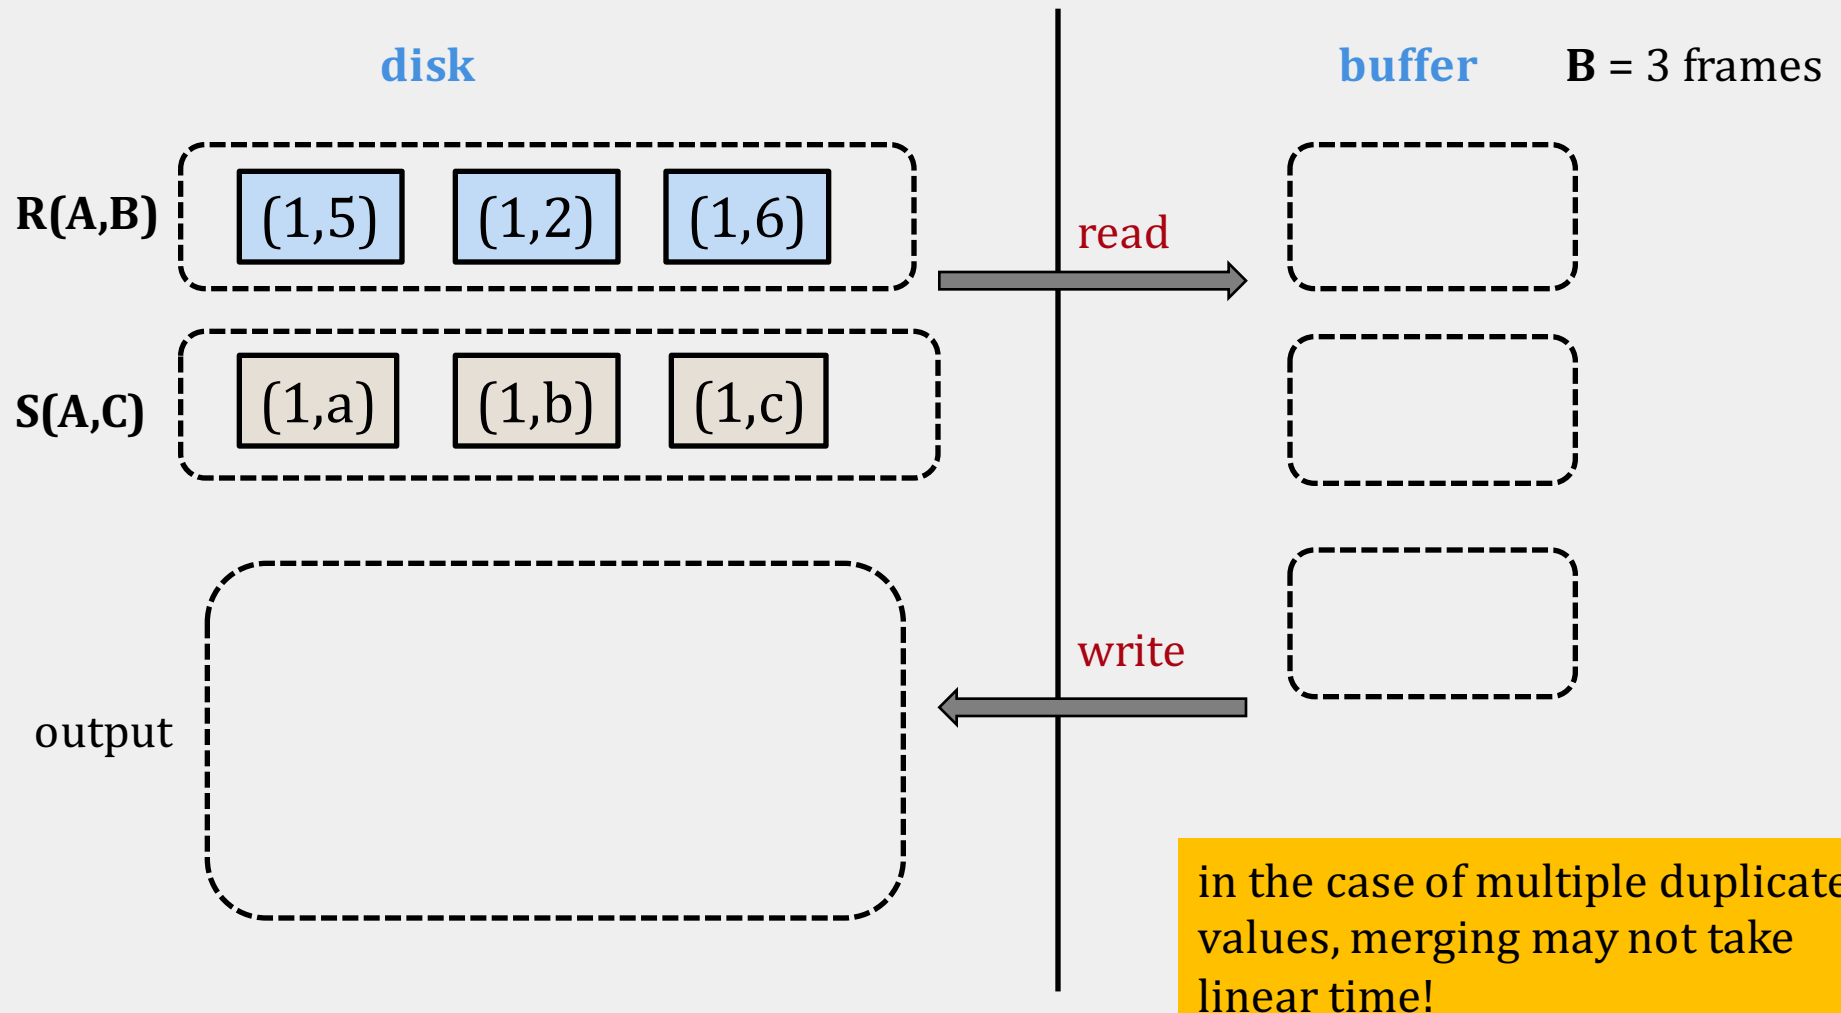 disk
buffer
B = 3 frames
R(A,B)
(1,5)
(1,2)
(1,6)
read
S(A,C)
(1,a)
(1,b)
(1,c)
write
output
in the case of multiple duplicate
values, merging may not take
linear time!